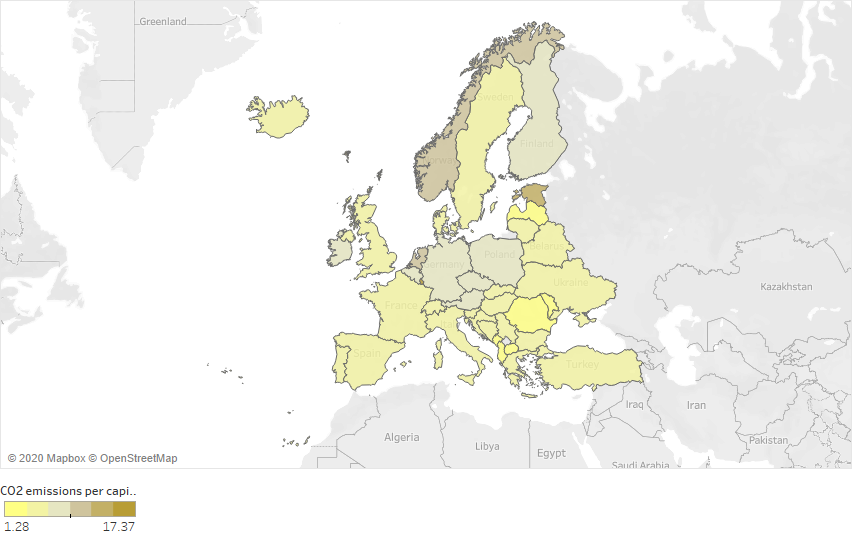 Greenland
Sweden
Finland
Norway
Belarus
Poland
Germany
Ukraine
Kazakhstan
France
Italy
Spain
Turkey
Iraq
Iran
Algeria
Libya
Egypt
Pakistan
Saudi Arabia
© 2020 Mapbox © OpenStreetMap
CO2 emissions per capi..
1.28
17.37